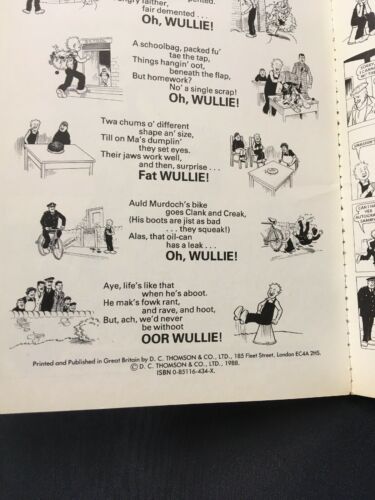 fair demented . . .
Oh, WULLIE!
A schoolbag, packed fu'
tae the tap,
Things hangin' oot,
beneath the flap,
But homework?
No' a single scrap!
Oh, WULLIE!
Twa chums o' different
shape an' size,
Till on Ma's dumplin'
they set eyes.
Their jaws work well,
and then, surprise . . .
Fat WULLIE!
Auld Murdoch's bike
goes Clank and Creak,
(His boots are jist as bad
. . . they squeak!)
Alas, that oil-can
has a leak . . .
Oh, WULLIE!
Aye, life's like that
when he's aboot.
He mak's fowk rant,
and rave, and hoot,
But, ach, we'd never
be withoot
OOR WULLIE!
Printed and Published in Great Britain by D. C. THOMSON & CO., LTD., 185 Fleet Street, London EC4A 2HS.
© D. C. THOMSON & CO., LTD., 1988.
ISBN 0-85116-434-X.